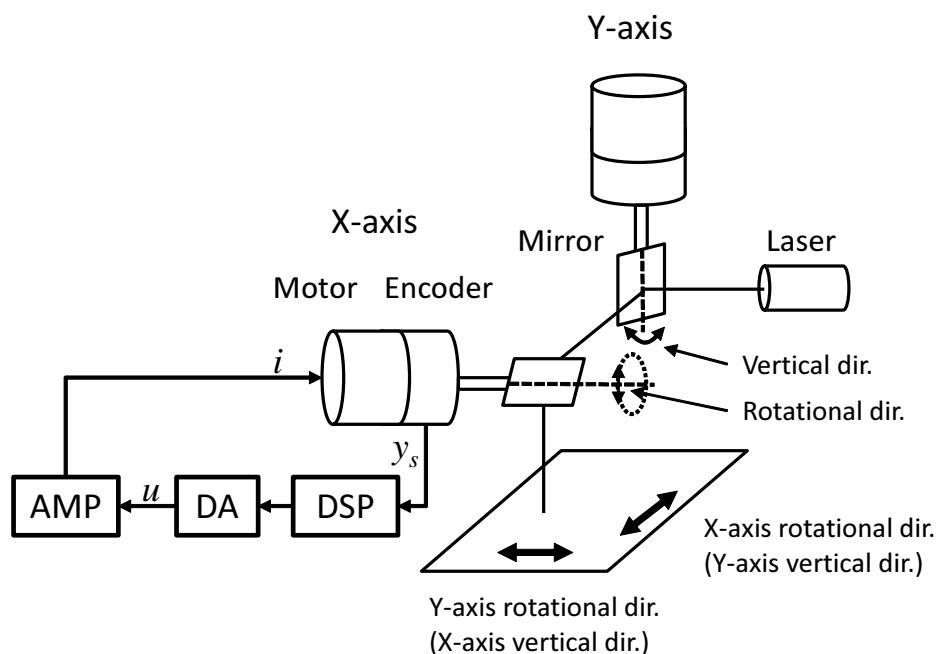 Y-axis
X-axis
Mirror
Laser
Motor
Encoder
i
Vertical dir.
Rotational dir.
y_s
AMP
u
DA
DSP
X-axis rotational dir.
(Y-axis vertical dir.)
Y-axis rotational dir.
(X-axis vertical dir.)